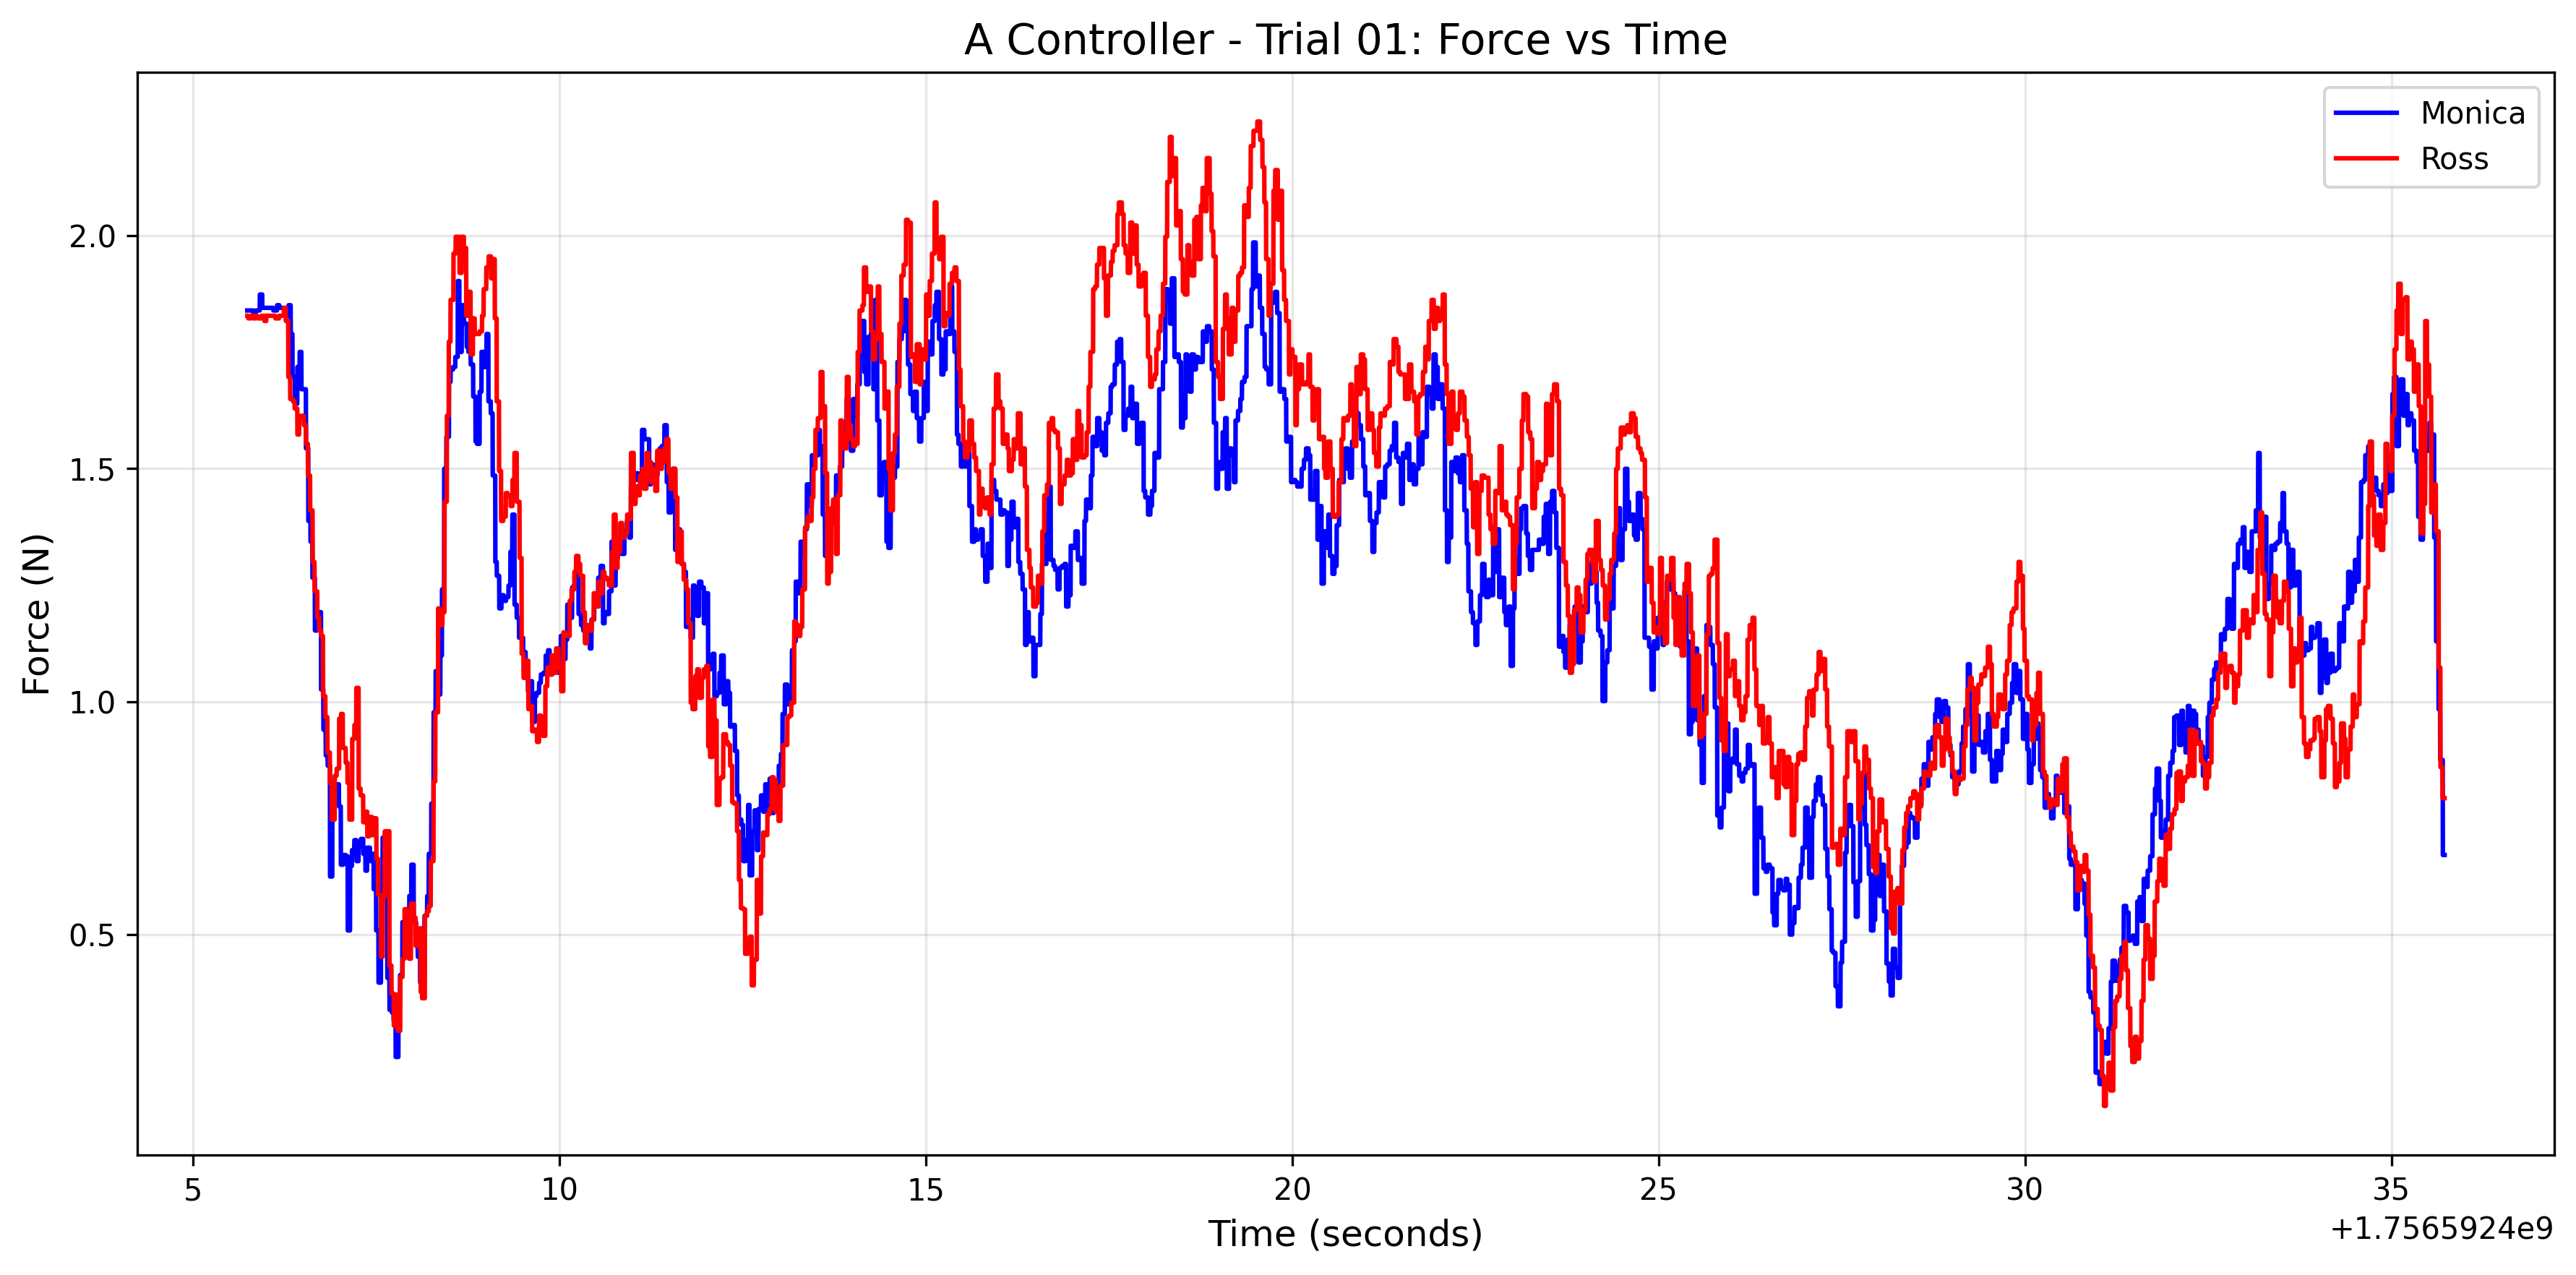 A Controller - Trial 01: Force vs Time
Monica
Ross
Force (N)
2.0
1.5
1.0
0.5
5 10 15 20 25 30 35
Time (seconds)
+1.7565924e9